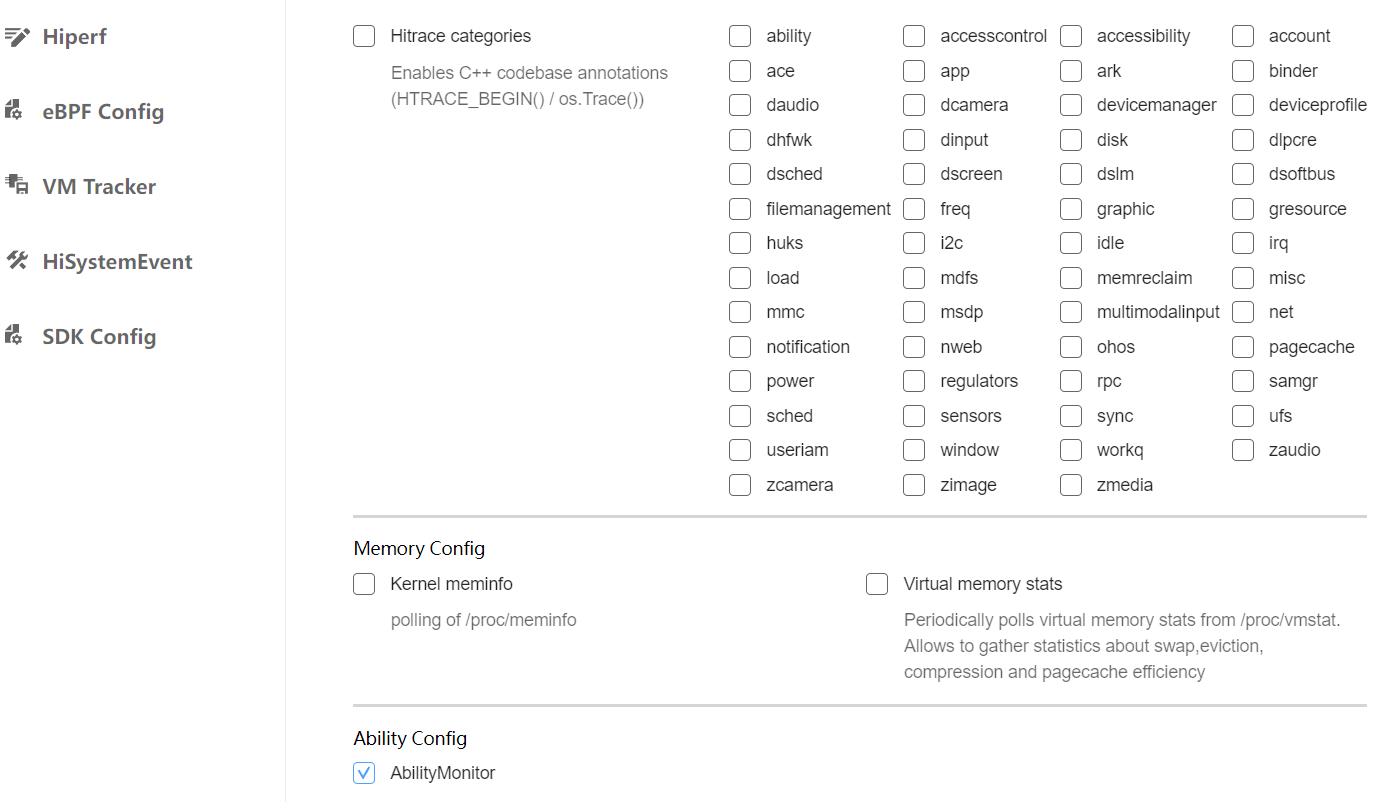 Hiperf
eBPF Config
VM Tracker
HiSystemEvent
SDK Config
Hitrace categories
Enables C++ codebase annotations
(HTRACE_BEGIN() / os.Trace())
ability accesscontrol accessibility account
ace app ark binder
daudio dcamera devicemanager deviceprofile
dhfwk dinput disk dlpcre
dsched dscreen dslm dsoftbus
filemanagement freq graphic gresource
huks i2c idle irq
load mdfs memreclaim misc
mmc msdp multimodalinput net
notification nweb ohos pagecache
power regulators rpc samgr
sched sensors sync ufs
useriam window workq zaudio
zcamera zimage zmedia
Memory Config
Kernel meminfo
polling of /proc/meminfo
Virtual memory stats
Periodically polls virtual memory stats from /proc/vmstat.
Allows to gather statistics about swap,eviction,
compression and pagecache efficiency
Ability Config
AbilityMonitor